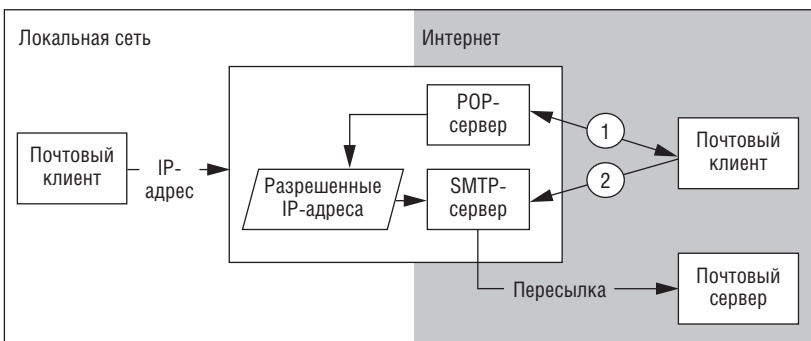 Локальная сеть
Интернет
POP-
сервер
1
Почтовый
клиент
IP-
адрес
Разрешенные
IP-адреса
SMTP-
сервер
2
Почтовый
клиент
Пересылка
Почтовый
сервер